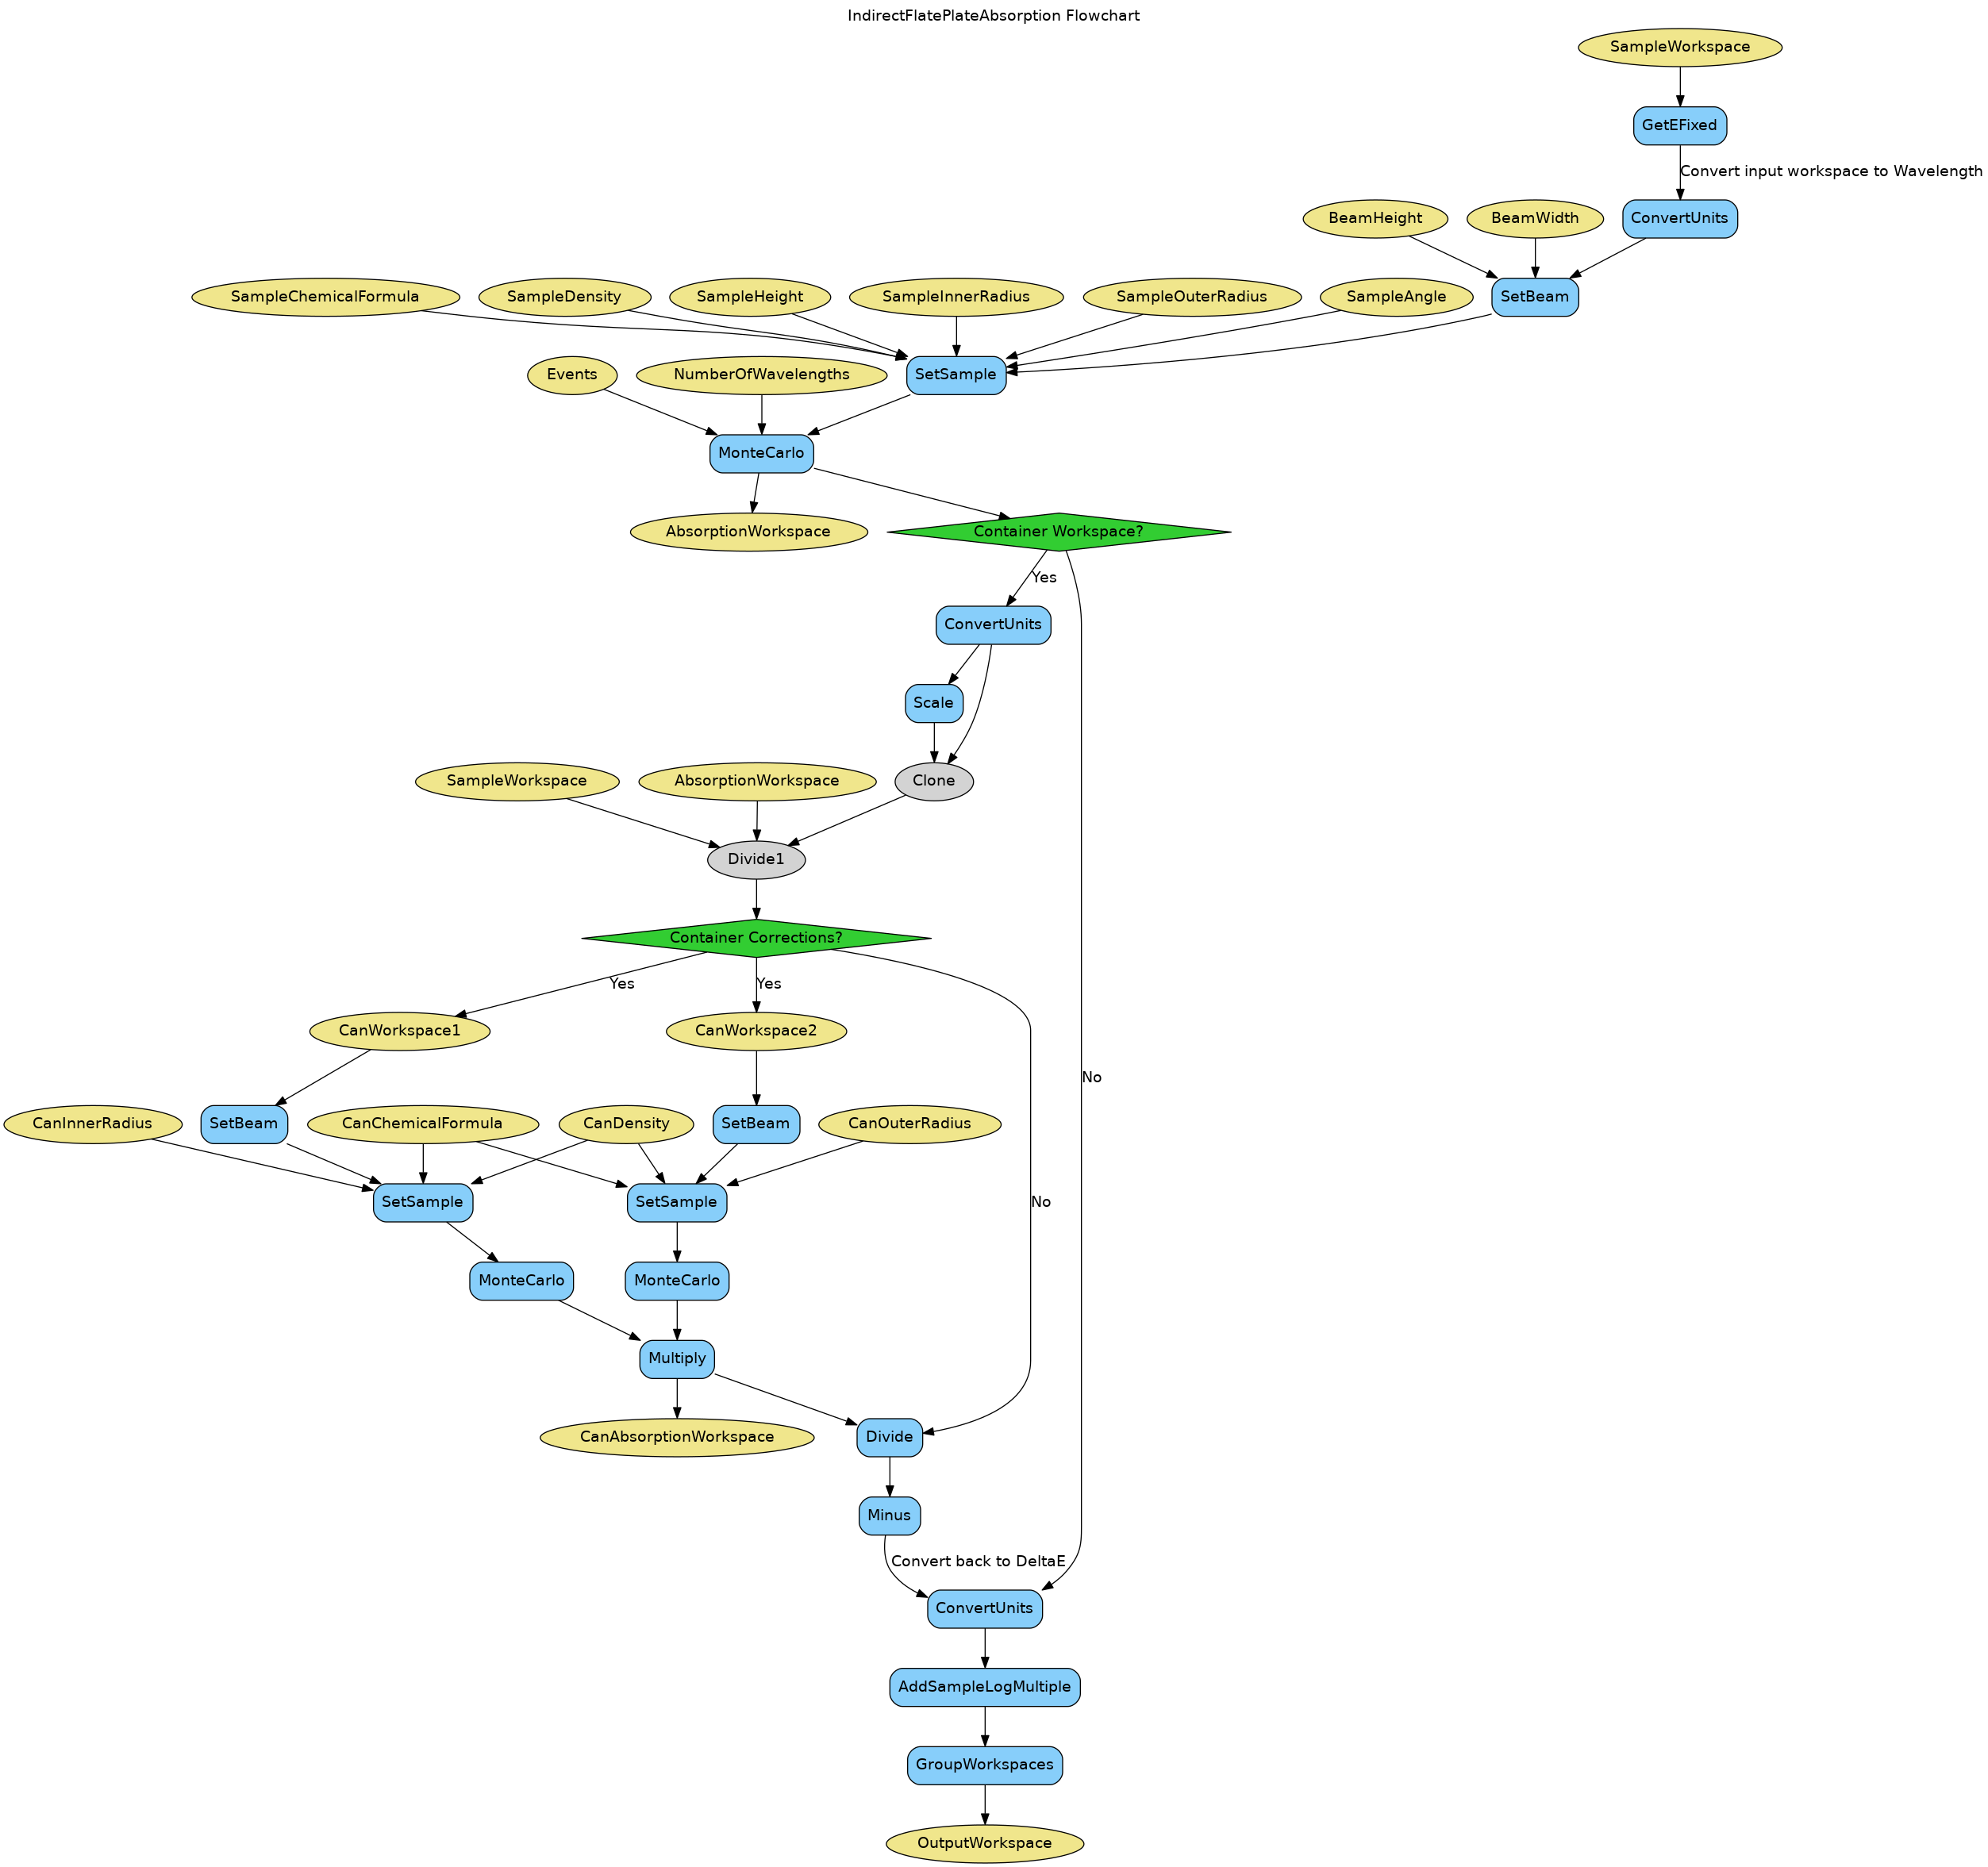 IndirectFlatePlateAbsorption Flowchart
SampleWorkspace
GetEFixed
Convert input workspace to Wavelength
BeamHeight
BeamWidth
ConvertUnits
SampleChemicalFormula
SampleDensity
SampleHeight
SampleInnerRadius
SampleOuterRadius
SampleAngle
SetBeam
Events
NumberOfWavelengths
SetSample
MonteCarlo
AbsorptionWorkspace
Container Workspace?
Yes
ConvertUnits
Scale
SampleWorkspace
AbsorptionWorkspace
Clone
Divide1
Container Corrections?
Yes
Yes
CanWorkspace1
CanWorkspace2
No
CanInnerRadius
SetBeam
CanChemicalFormula
CanDensity
SetBeam
CanOuterRadius
SetSample
SetSample
No
MonteCarlo
MonteCarlo
Multiply
CanAbsorptionWorkspace
Divide
Minus
Convert back to DeltaE
ConvertUnits
AddSampleLogMultiple
GroupWorkspaces
OutputWorkspace